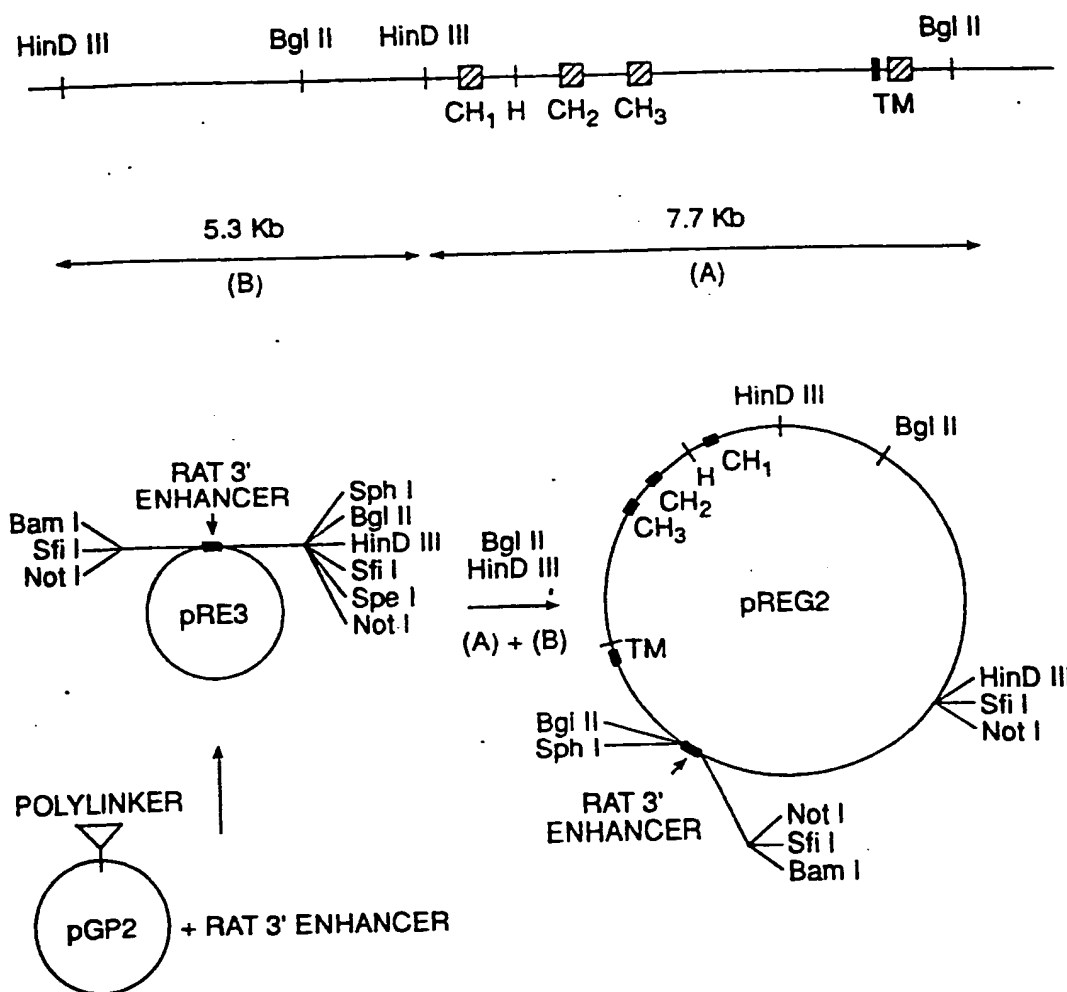 HinD III
Bgl II
HinD III
Bgl II
CH1
H
CH2
CH3
TM
5.3 Kb
(B)
7.7 Kb
(A)
RAT 3'
ENHANCER
Bam I
Sfi I
Not I
Sph I
Bgl II
HinD III
Sfi I
Spe I
Not I
pRE3
Bgl II
HinD III
(A) + (B)
HinD III
Bgl II
CH1
H
CH2
CH3
pREG2
TM
Bgl II
Sph I
HinD III
Sfi I
Not I
RAT 3'
ENHANCER
Not I
Sfi I
Bam I
POLYLINKER
pGP2
+ RAT 3' ENHANCER